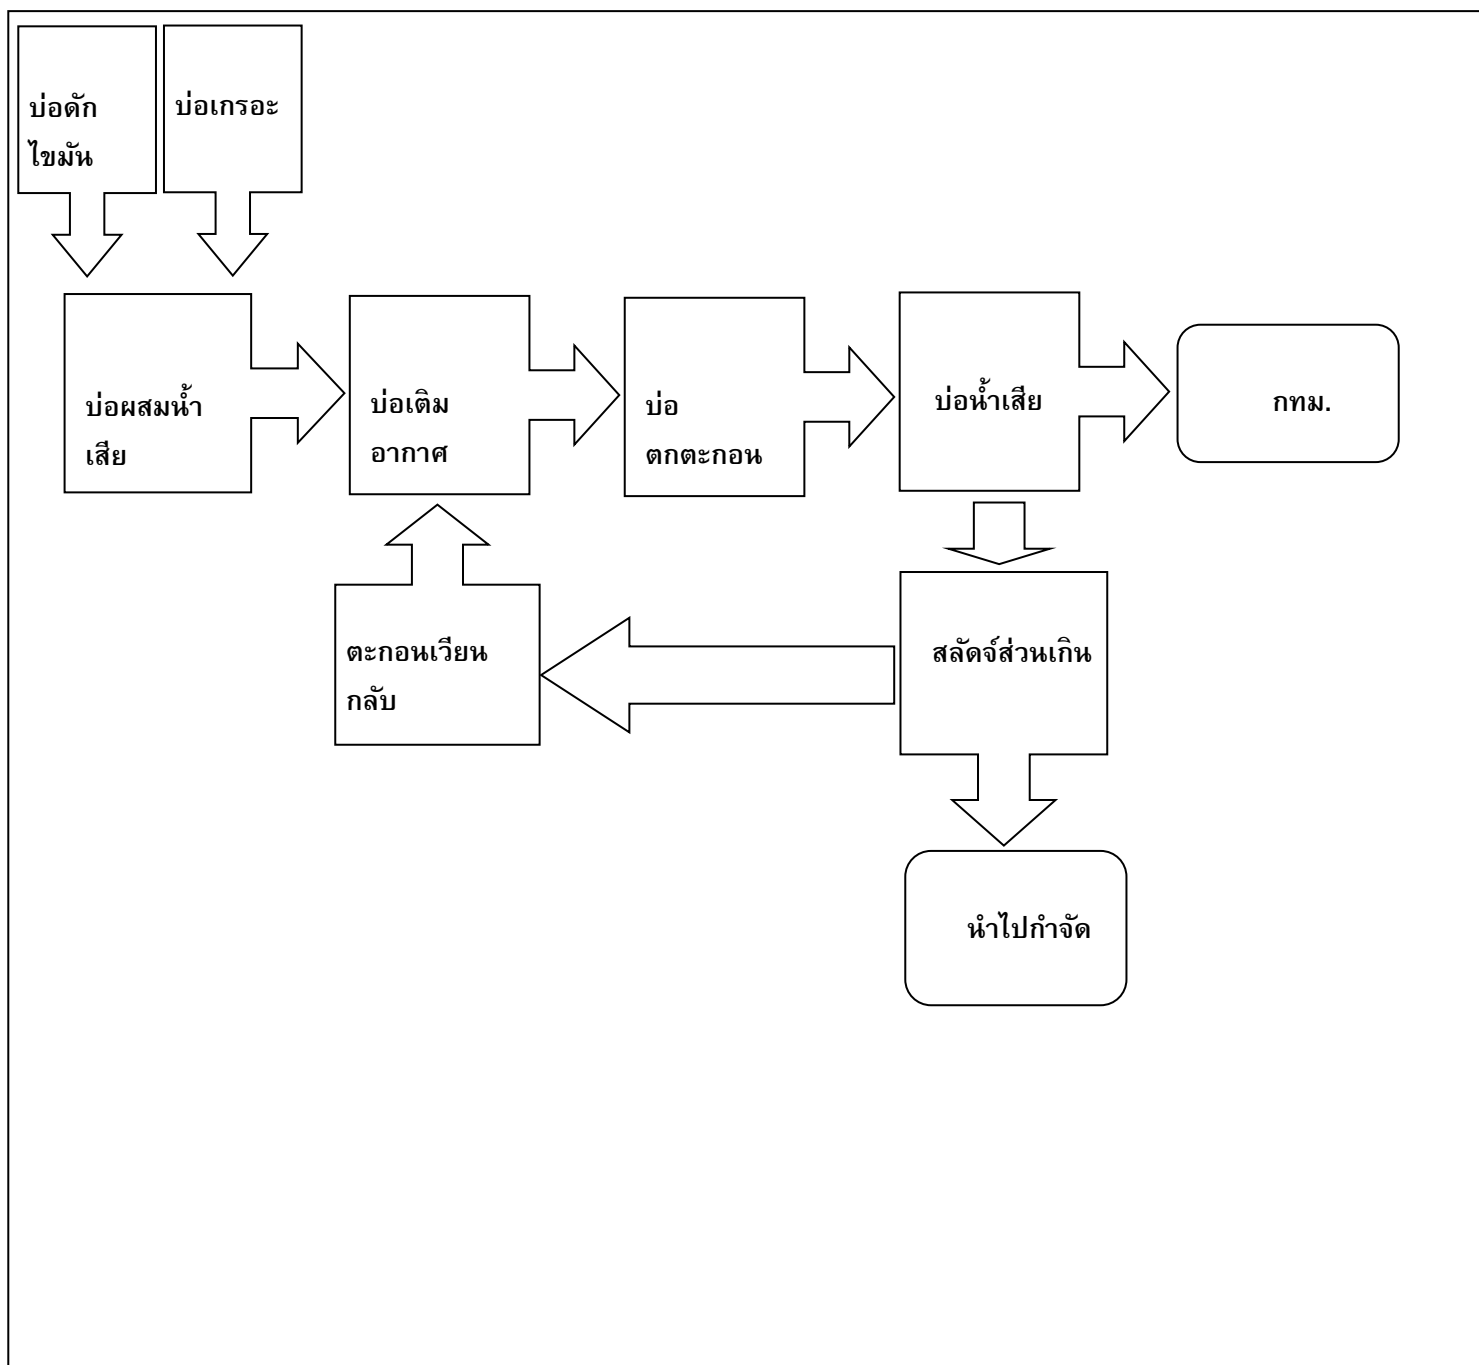 บ่อดัก
ไขมัน
บ่อเกรอะ
บ่อผสมน้ำ
เสีย
บ่อเติม
อากาศ
บ่อ
ตกตะกอน
บ่อน้ำเสีย
กทม.
ตะกอนเวียน
กลับ
สลัดจ์ส่วนเกิน
นำไปกำจัด